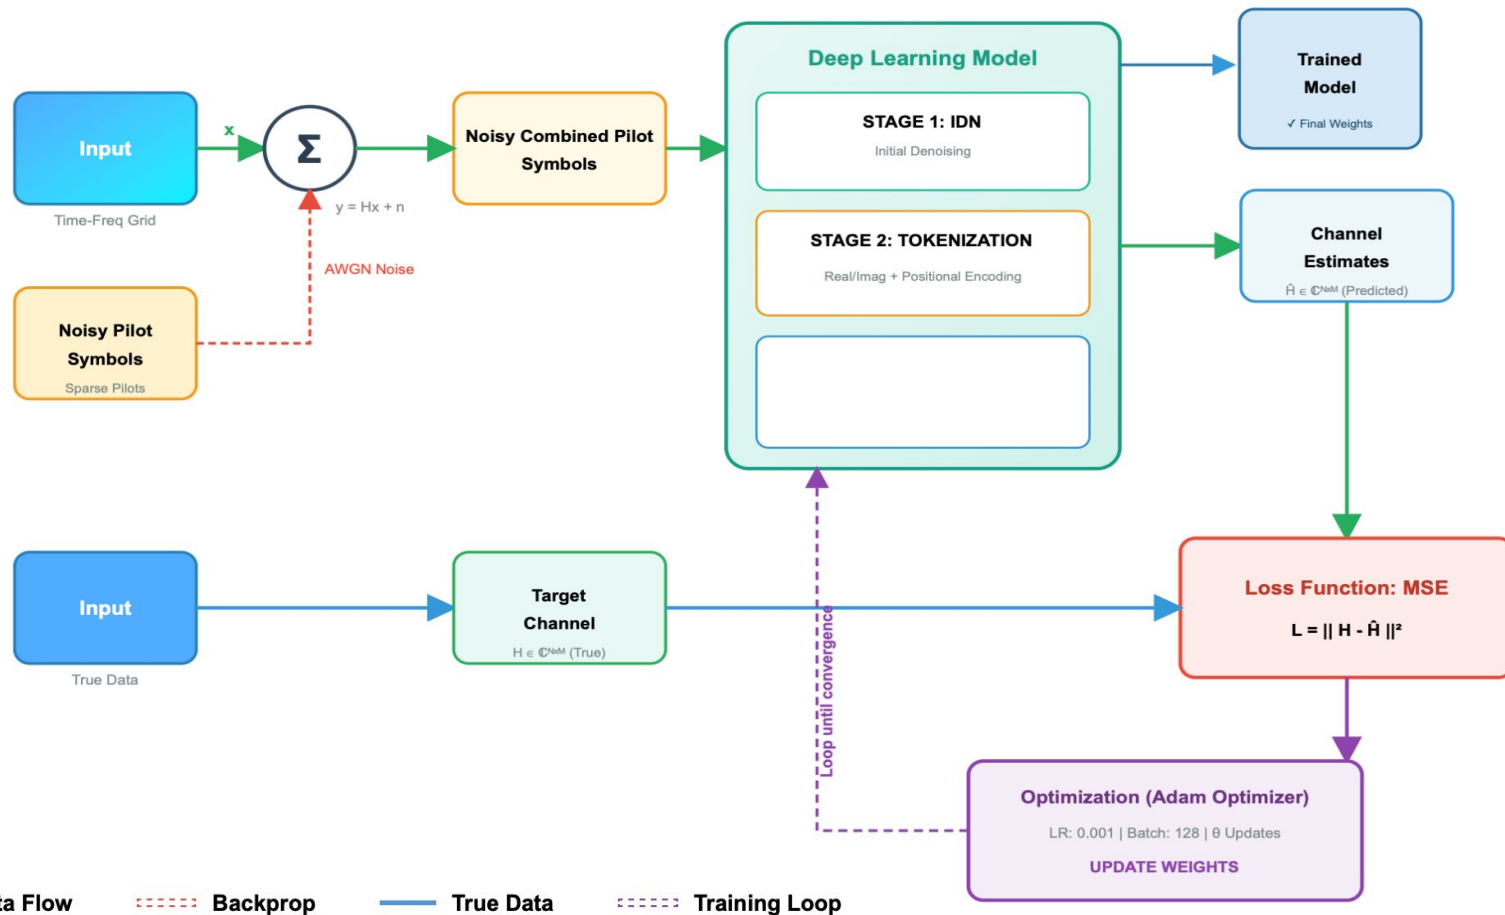 Input
Time-Freq Grid
x
Σ
y = Hx + n
AWGN Noise
Noisy Pilot
Symbols
Sparse Pilots
Noisy Combined Pilot
Symbols
Deep Learning Model
STAGE 1: IDN
Initial Denoising
STAGE 2: TOKENIZATION
Real/Imag + Positional Encoding
Trained
Model
✓ Final Weights
Channel
Estimates
Ĥ ∈ ℂᴺˣᴹ (Predicted)
Input
True Data
Target
Channel
H ∈ ℂᴺˣᴹ (True)
Loop until convergence
Loss Function: MSE
L = || H - Ĥ ||²
Optimization (Adam Optimizer)
LR: 0.001 | Batch: 128 | θ Updates
UPDATE WEIGHTS
ta Flow
Backprop
True Data
Training Loop